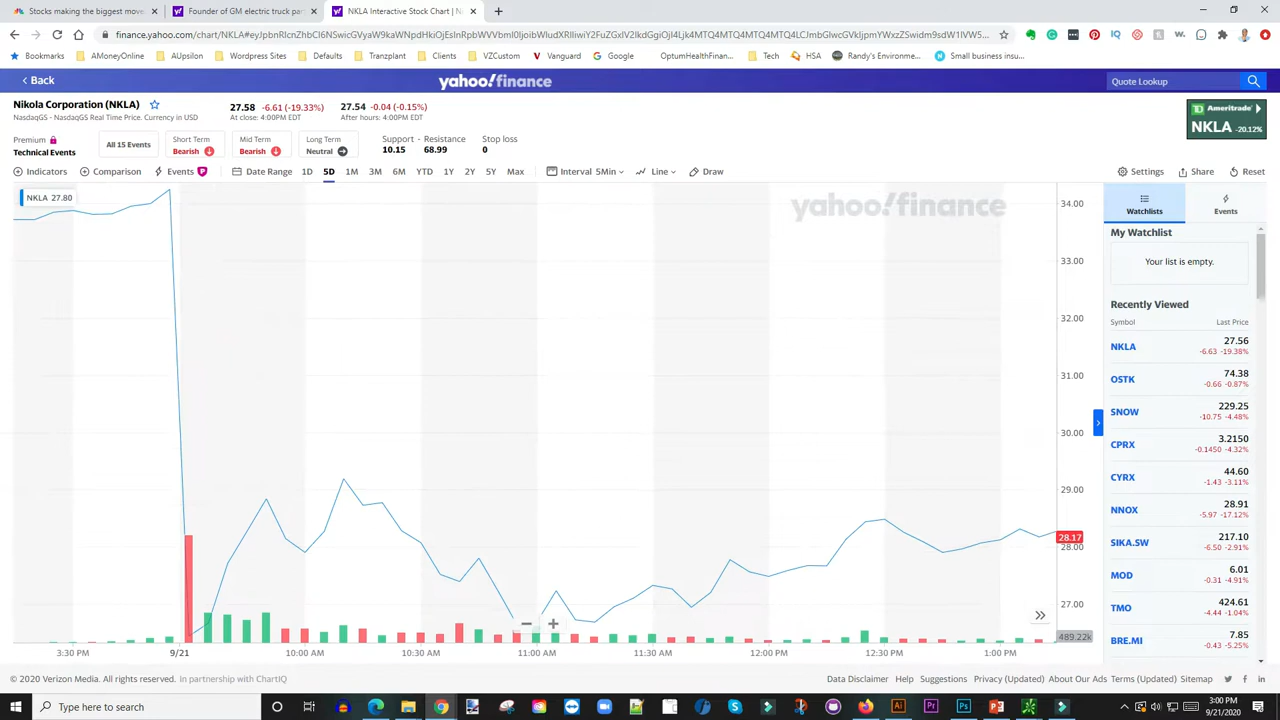 Stocks making the biggest move
Founder of GM electric truck par
NKLA Interactive Stock Chart | N
finance.yahoo.com/chart/NKLA
Bookmarks AMoneyOnline AUpsilon Wordpress Sites Defaults Tranzplant Clients VZCustom Vanguard Google OptumHealthFinan... Tech HSA Randy's Environme... Small business insu...
Back
yahoo!finance
Quote Lookup
Nikola Corporation (NKLA)
NasdaqGS - NasdaqGS Real Time Price. Currency in USD
27.58 -6.61 (-19.33%)
At close: 4:00PM EDT
27.54 -0.04 (-0.15%)
After hours: 4:00PM EDT
TD Ameritrade
NKLA -20.12%
Premium
Technical Events
All 15 Events
Short Term
Bearish
Mid Term
Bearish
Long Term
Neutral
Support - Resistance
10.15 68.99
Stop loss
0
Indicators Comparison Events P Date Range 1D 5D 1M 3M 6M YTD 1Y 2Y 5Y Max Interval 5Min Line Draw Settings Share Reset
NKLA 27.80
yahoo!finance
34.00
33.00
32.00
31.00
30.00
29.00
28.17
28.00
27.00
489.22k
3:30 PM 9/21 10:00 AM 10:30 AM 11:00 AM 11:30 AM 12:00 PM 12:30 PM 1:00 PM
Watchlists
Events
My Watchlist
Your list is empty.
Recently Viewed
Symbol Last Price
NKLA 27.56
-6.63 -19.38%
OSTK 74.38
-0.66 -0.87%
SNOW 229.25
-10.75 -4.48%
CPRX 3.2150
-0.1450 -4.32%
CYRX 44.60
-1.43 -3.11%
NNOX 28.91
-5.97 -17.12%
SIKA.SW 217.10
-6.50 -2.91%
MOD 6.01
-0.31 -4.91%
TMO 424.61
-4.44 -1.04%
BRE.MI 7.85
-0.43 -5.25%
© 2020 Verizon Media. All rights reserved. In partnership with ChartIQ
Data Disclaimer Help Suggestions Privacy (Updated) About Our Ads Terms (Updated) Sitemap
Type here to search
3:00 PM
9/21/2020